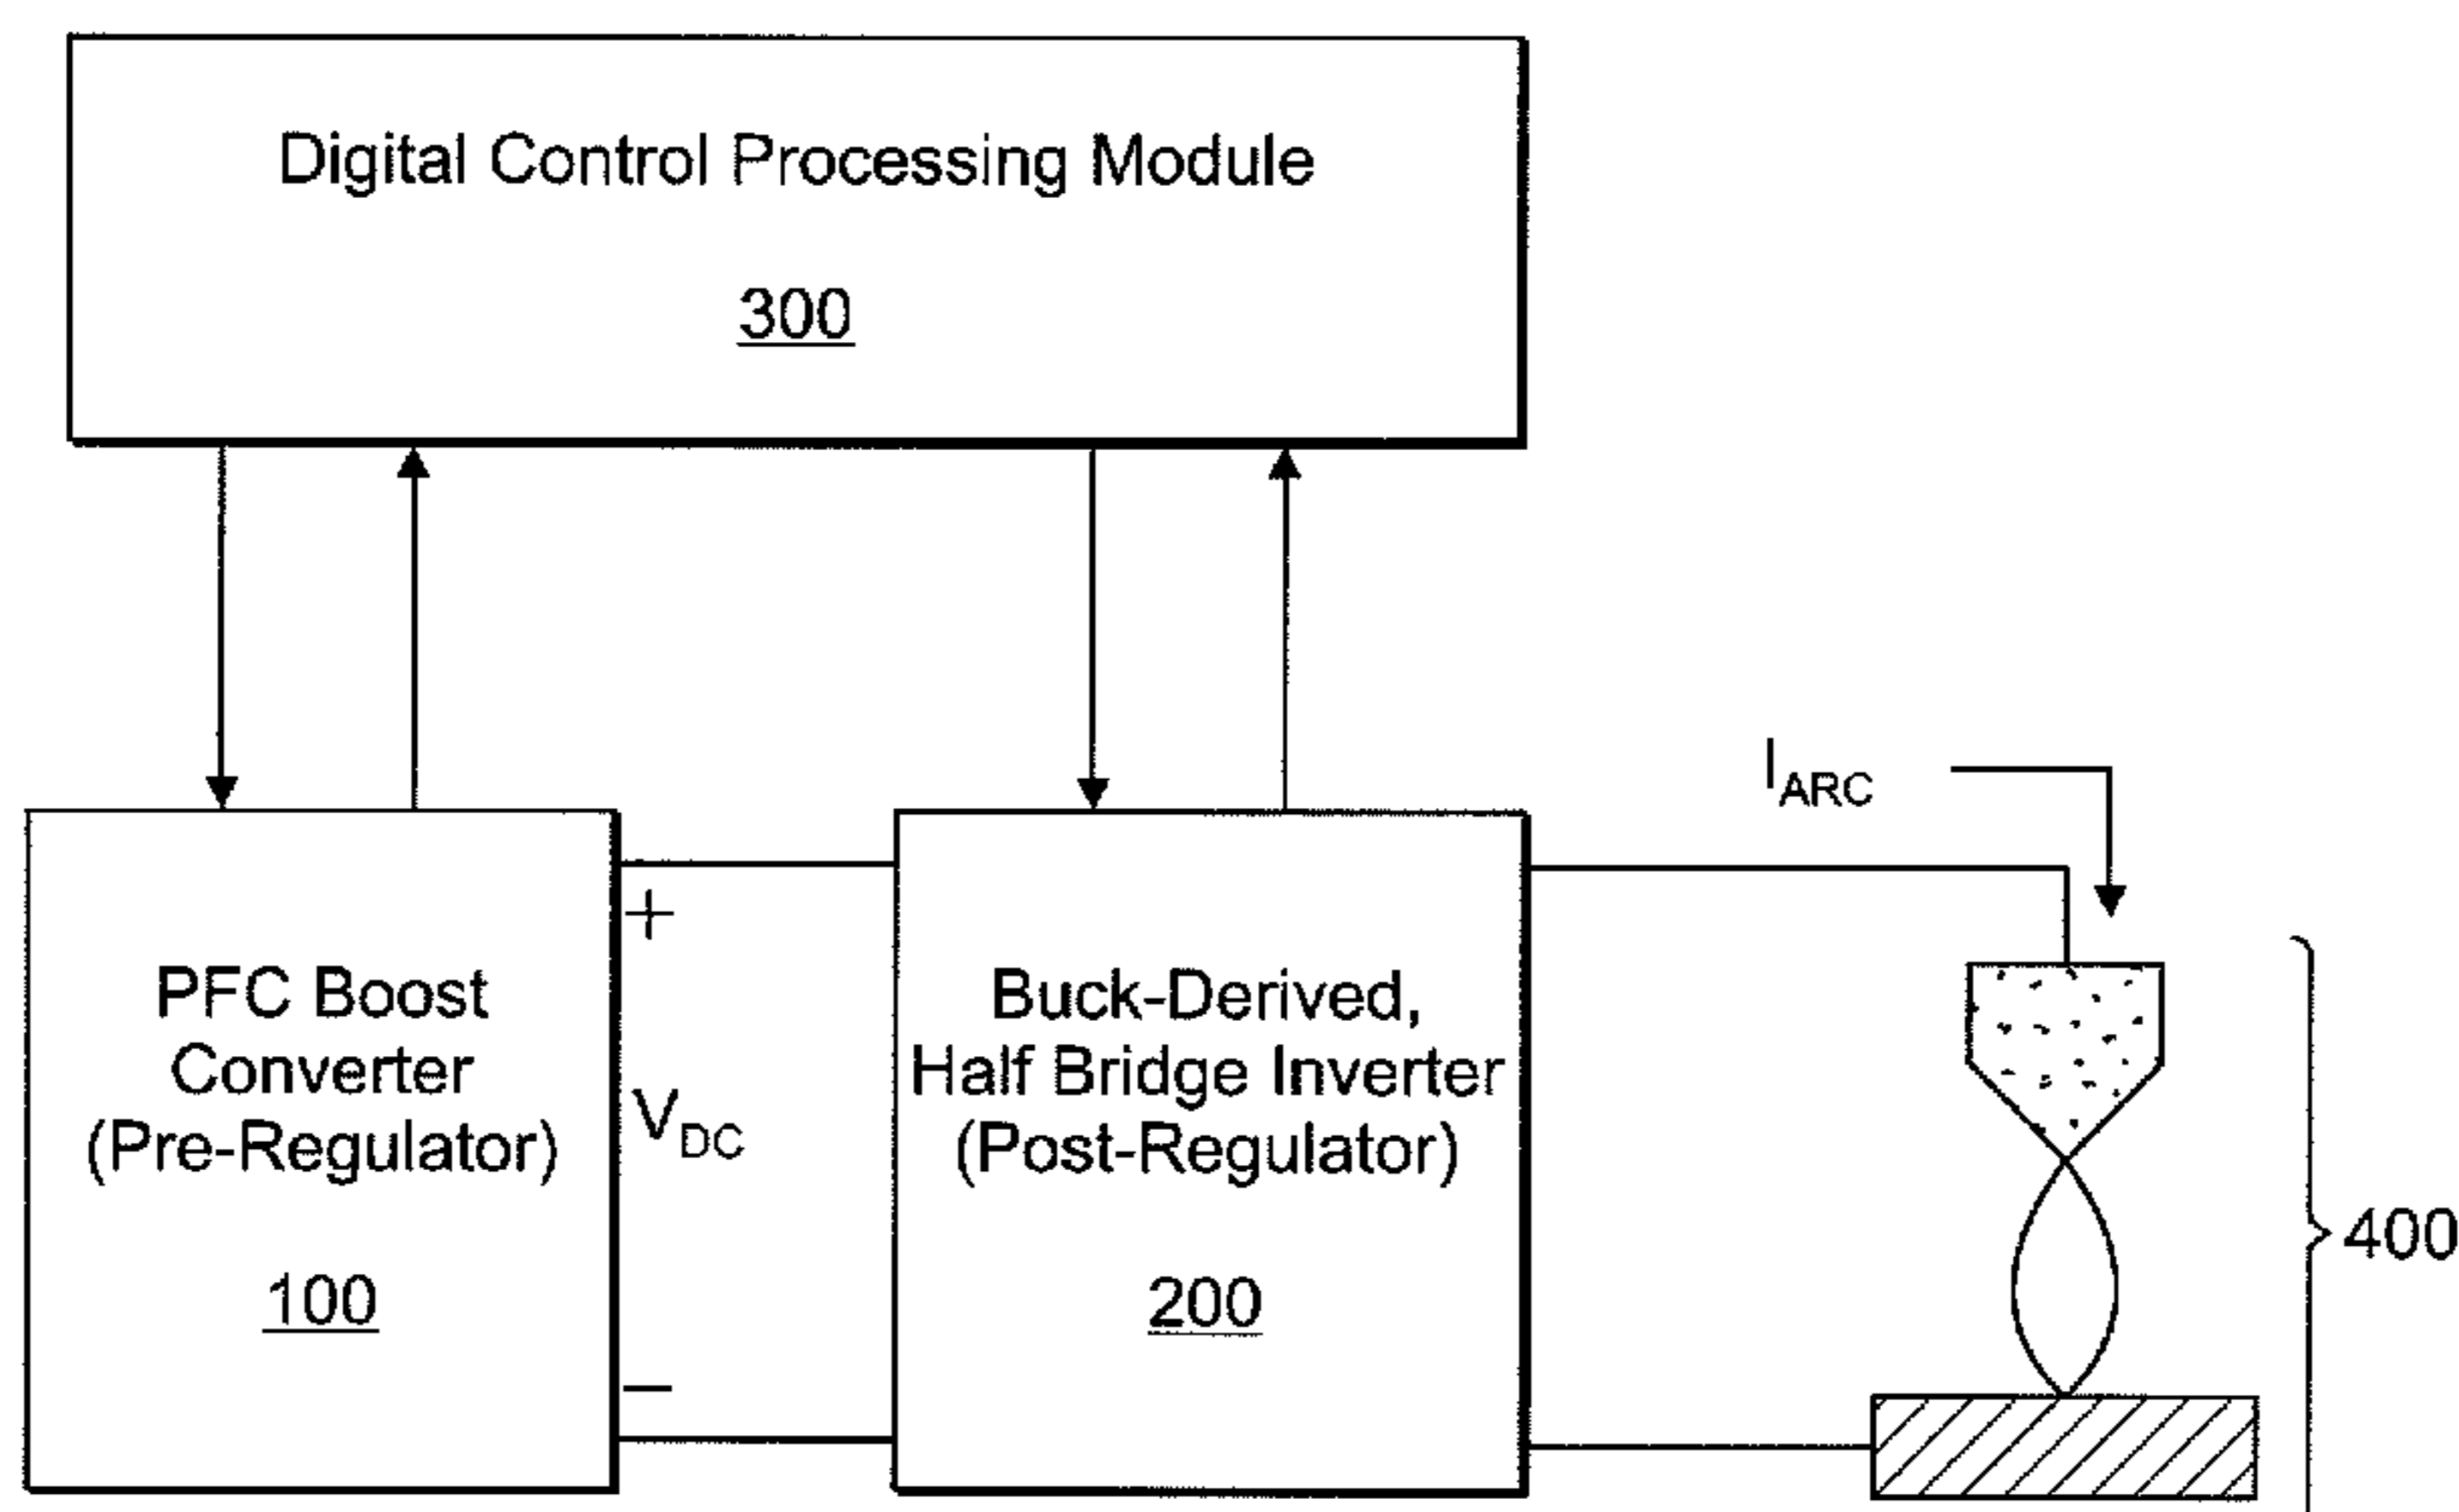 Digital Control Processing Module
300
I_ARC
PFC Boost
Converter
(Pre-Regulator)
100
+
V_DC
−
Buck-Derived,
Half Bridge Inverter
(Post-Regulator)
200
400